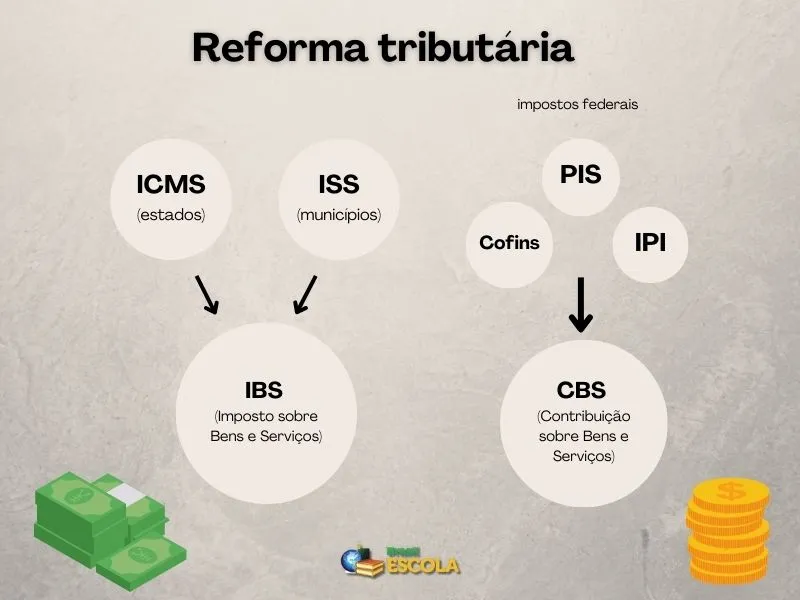 Reforma tributária
impostos federais
ICMS
(estados)
ISS
(municípios)
PIS
Cofins
IPI
IBS
(Imposto sobre
Bens e Serviços)
CBS
(Contribuição
sobre Bens e
Serviços)
Brasil
ESCOLA